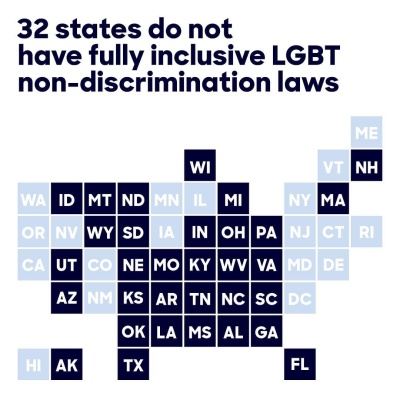 32 states do not
have fully inclusive LGBT
non-discrimination laws
ME
WI VT NH
WA ID MT ND MN IL MI NY MA
OR NV WY SD IA IN OH PA NJ CT RI
CA UT CO NE MO KY WV VA MD DE
AZ NM KS AR TN NC SC DC
OK LA MS AL GA
HI AK TX FL